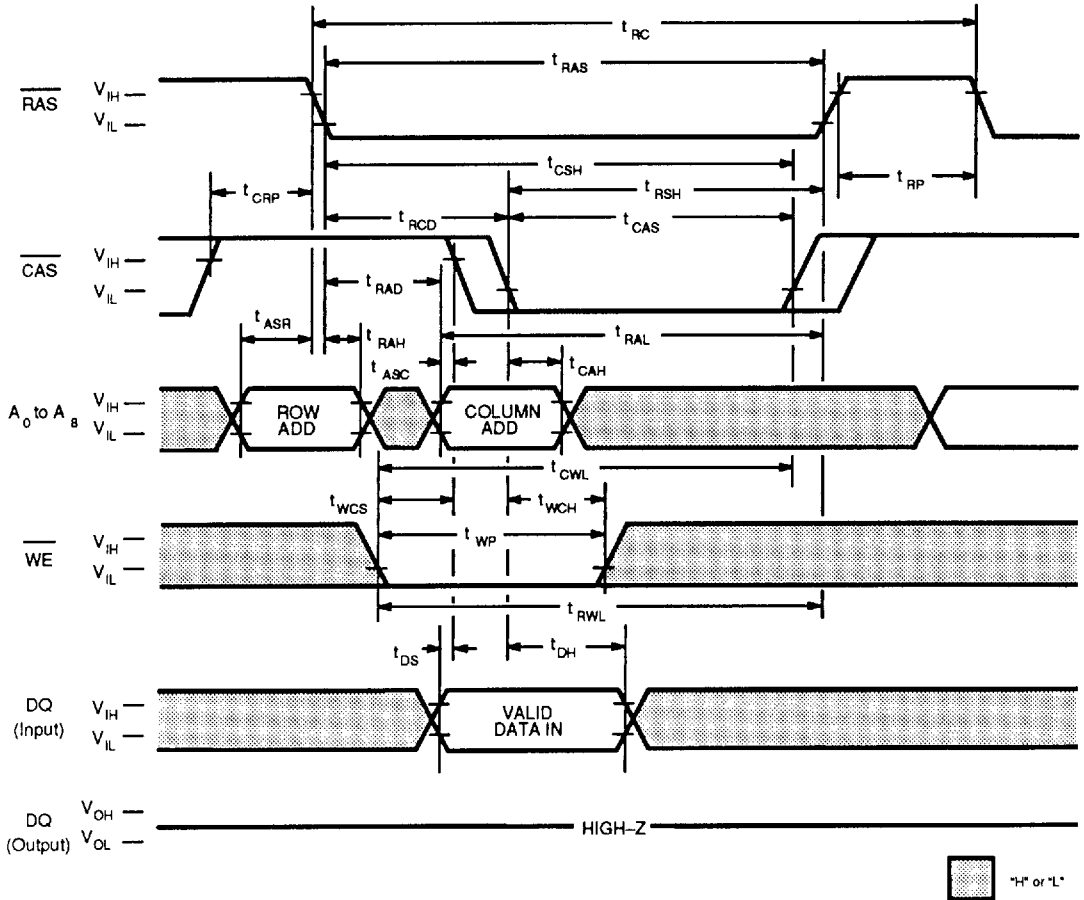 t RC
t RAS
RAS
V IH
V IL
t CSH
t RP
t CRP
t RSH
t RCD
t CAS
CAS
V IH
V IL
t RAD
t ASR
t RAH
t RAL
t ASC
t CAH
A 0 to A 8
V IH
V IL
ROW ADD
COLUMN ADD
t CWL
t WCS
t WCH
t WP
WE
V IH
V IL
t RWL
t DS
t DH
DQ (Input)
V IH
V IL
VALID DATA IN
DQ (Output)
V OH
V OL
HIGH–Z
"H" or "L"